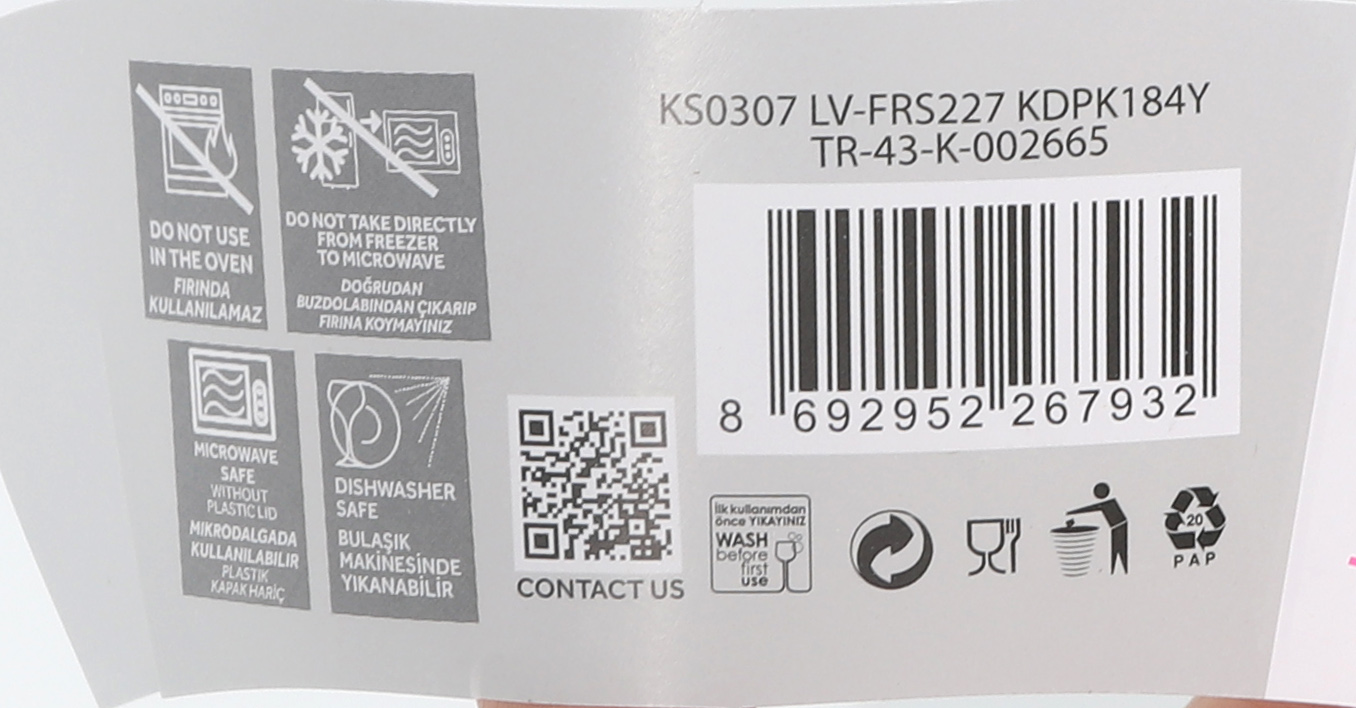 KS0307 LV-FRS227 KDPK184Y
TR-43-K-002665
8 692952 267932
DO NOT USE
IN THE OVEN
FIRINDA
KULLANILAMAZ
DO NOT TAKE DIRECTLY
FROM FREEZER
TO MICROWAVE
DOĞRUDAN
BUZDOLABINDAN ÇIKARIP
FIRINA KOYMAYINIZ
MICROWAVE
SAFE
WITHOUT
PLASTIC LID
MIKRODALGADA
KULLANILABILIR
PLASTIK
KAPAK HARİÇ
DISHWASHER
SAFE
BULAŞIK
MAKİNESİNDE
YIKANABİLİR
CONTACT US
ilk kullanımdan
önce YIKAYINIZ
WASH
before
first
use
20
PAP